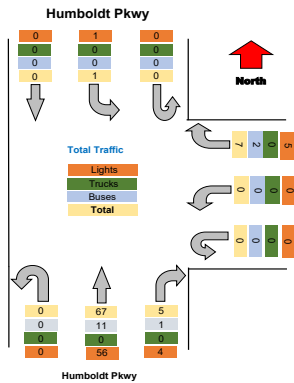 Humboldt Pkwy
0 1 0
0 0 0
0 0 0
0 1 0
North
7 2 0 5
Total Traffic
Lights
Trucks
Buses
Total
0 0 0 0
0 0 0 0
0 67 5
0 11 1
0 0 0
0 56 4
Humboldt Pkwy